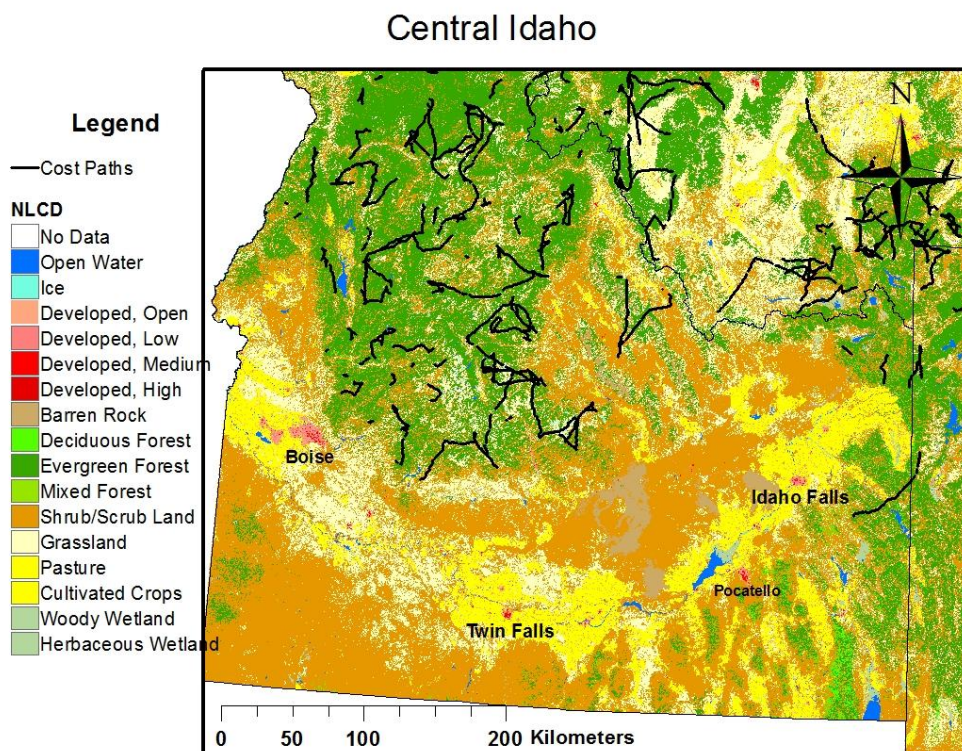 Central Idaho
Legend
Cost Paths
NLCD
No Data
Open Water
Ice
Developed, Open
Developed, Low
Developed, Medium
Developed, High
Barren Rock
Deciduous Forest
Evergreen Forest
Mixed Forest
Shrub/Scrub Land
Grassland
Pasture
Cultivated Crops
Woody Wetland
Herbaceous Wetland
N
Boise
Idaho Falls
Pocatello
Twin Falls
0 50 100 200 Kilometers